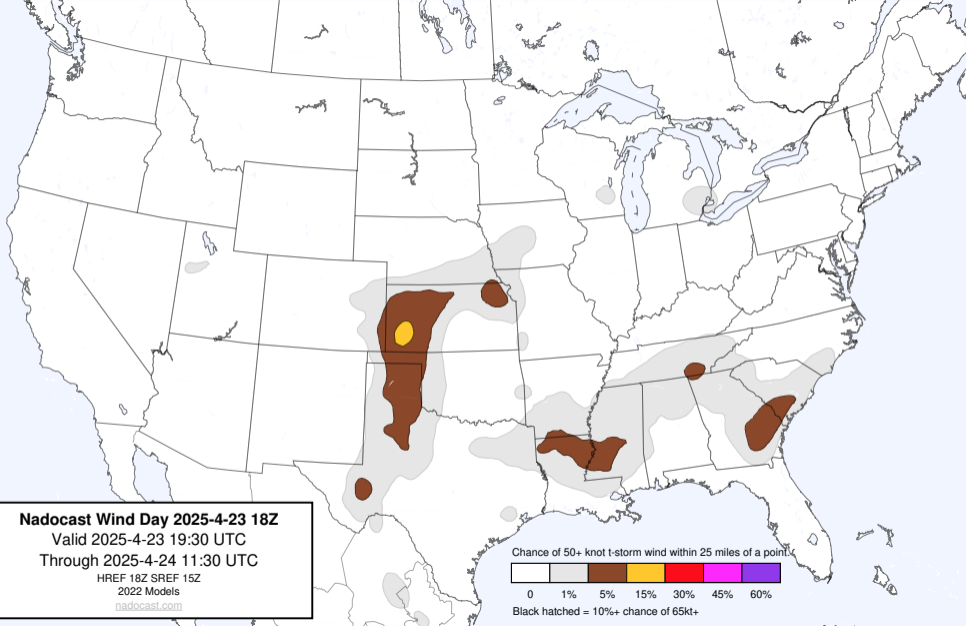 Nadocast Wind Day 2025-4-23 18Z
Valid 2025-4-23 19:30 UTC
Through 2025-4-24 11:30 UTC
HREF 18Z SREF 15Z
2022 Models
nadocast.com
Chance of 50+ knot t-storm wind within 25 miles of a point.
0 1% 5% 15% 30% 45% 60%
Black hatched = 10%+ chance of 65kt+